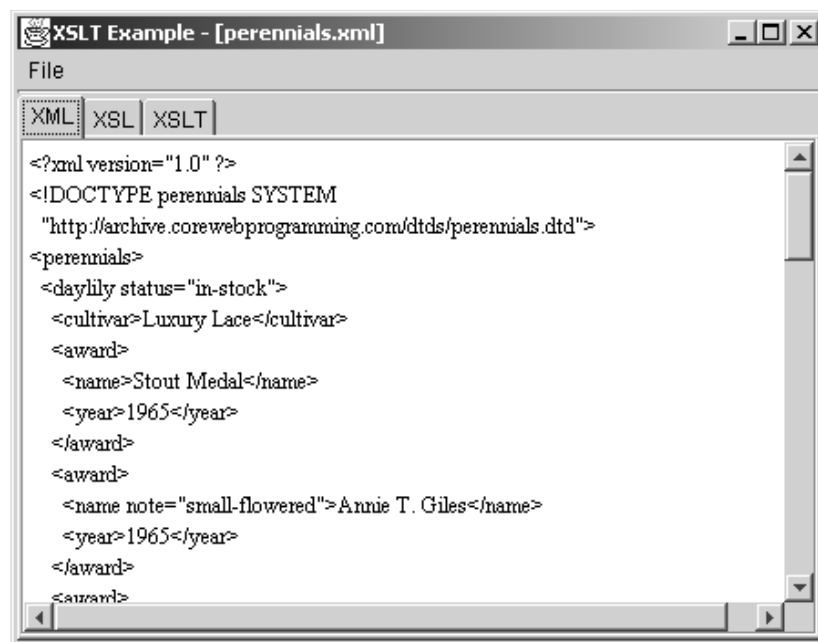 XSLT Example - [perennials.xml]
File
XML XSL XSLT
<?xml version="1.0" ?>
<!DOCTYPE perennials SYSTEM
"http://archive.corewebprogramming.com/dtds/perennials.dtd">
<perennials>
<daylily status="in-stock">
<cultivar>Luxury Lace</cultivar>
<award>
<name>Stout Medal</name>
<year>1965</year>
</award>
<award>
<name note="small-flowered">Annie T. Giles</name>
<year>1965</year>
</award>
<award>